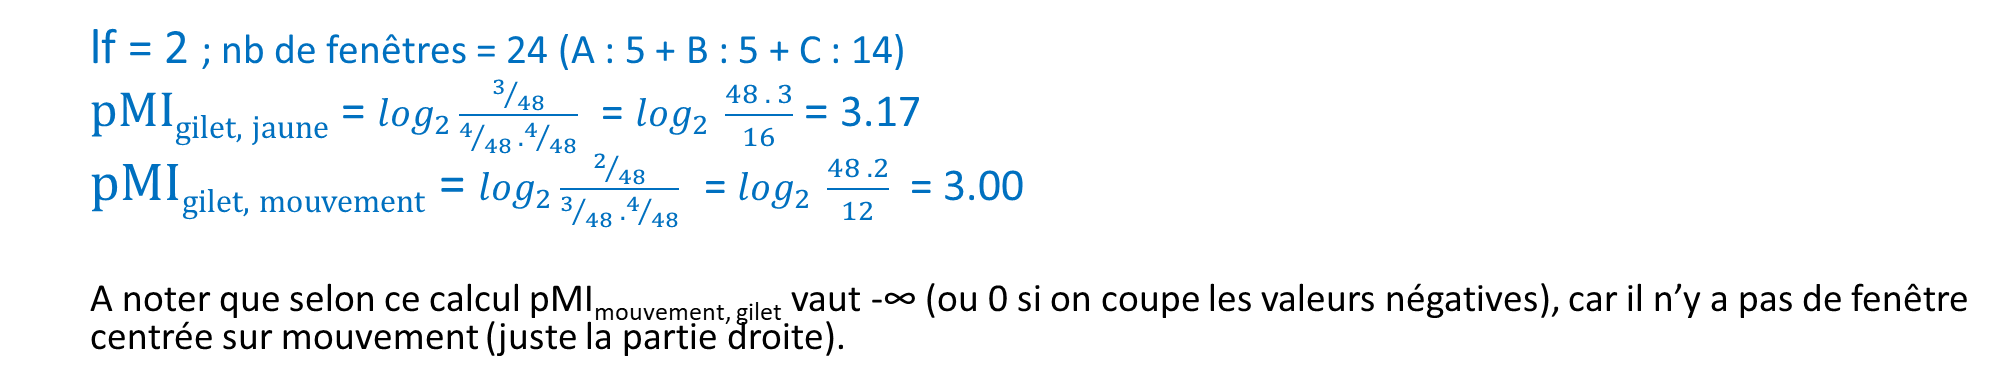 lf = 2 ; nb de fenêtres = 24 (A : 5 + B : 5 + C : 14)
pMI_gilet, jaune = log₂ (3/48)/(4/48 . 4/48) = log₂ (48 . 3)/16 = 3.17
pMI_gilet, mouvement = log₂ (2/48)/(3/48 . 4/48) = log₂ (48 .2)/12 = 3.00
A noter que selon ce calcul pMI_mouvement, gilet vaut -∞ (ou 0 si on coupe les valeurs négatives), car il n’y a pas de fenêtre
centrée sur mouvement (juste la partie droite).